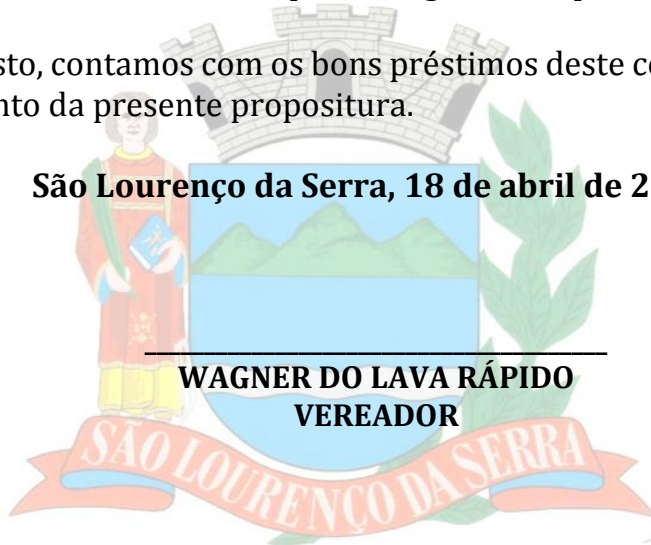 sto, contamos com os bons préstimos deste
nto da presente propositura.
São Lourenço da Serra, 18 de abril de 2
WAGNER DO LAVA RÁPIDO
VEREADOR
SÃO LOURENÇO DA SERRA